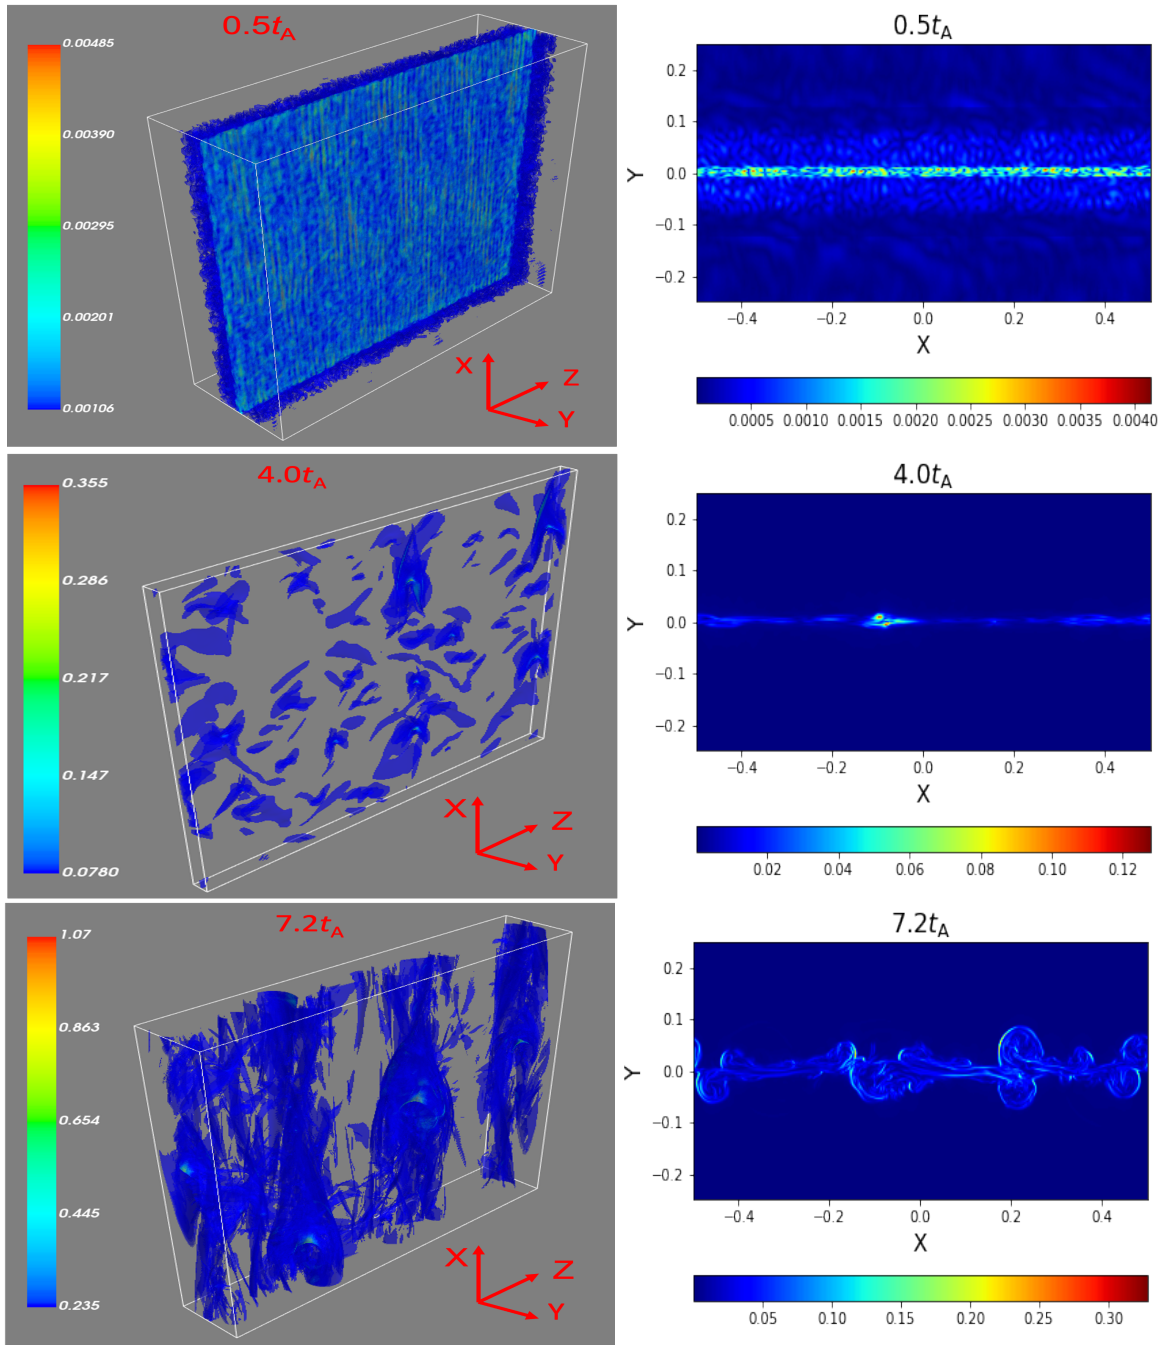 0.5tA
0.00485
0.00390
0.00295
0.00201
0.00106
X
Z
Y
0.5tA
0.2
0.1
0.0
−0.1
−0.2
Y
−0.4 −0.2 0.0 0.2 0.4
X
0.0005 0.0010 0.0015 0.0020 0.0025 0.0030 0.0035 0.0040
4.0tA
0.355
0.286
0.217
0.147
0.0780
X
Z
Y
4.0tA
0.2
0.1
0.0
−0.1
−0.2
Y
−0.4 −0.2 0.0 0.2 0.4
X
0.02 0.04 0.06 0.08 0.10 0.12
7.2tA
1.07
0.863
0.654
0.445
0.235
X
Z
Y
7.2tA
0.2
0.1
0.0
−0.1
−0.2
Y
−0.4 −0.2 0.0 0.2 0.4
X
0.05 0.10 0.15 0.20 0.25 0.30